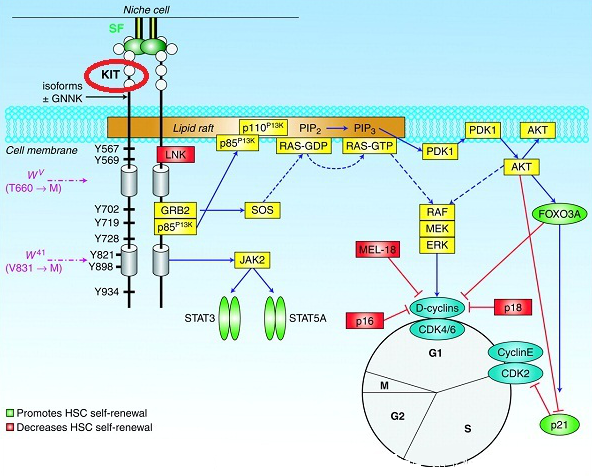 Niche cell
SF
KIT
isoforms
± GNNK
Lipid raft
p110P13K
PIP2
PIP3
PDK1
AKT
Cell membrane
Y567
Y569
LNK
p85P13K
RAS-GDP
RAS-GTP
PDK1
AKT
WV
(T660 → M)
Y702
Y719
Y728
GRB2
p85P13K
SOS
RAF
MEK
ERK
FOXO3A
W41
(V831 → M)
Y821
Y898
Y934
JAK2
MEL-18
STAT3
STAT5A
p16
D-cyclins
p18
CDK4/6
G1
CyclinE
CDK2
M
G2
S
p21
Promotes HSC self-renewal
Decreases HSC self-renewal